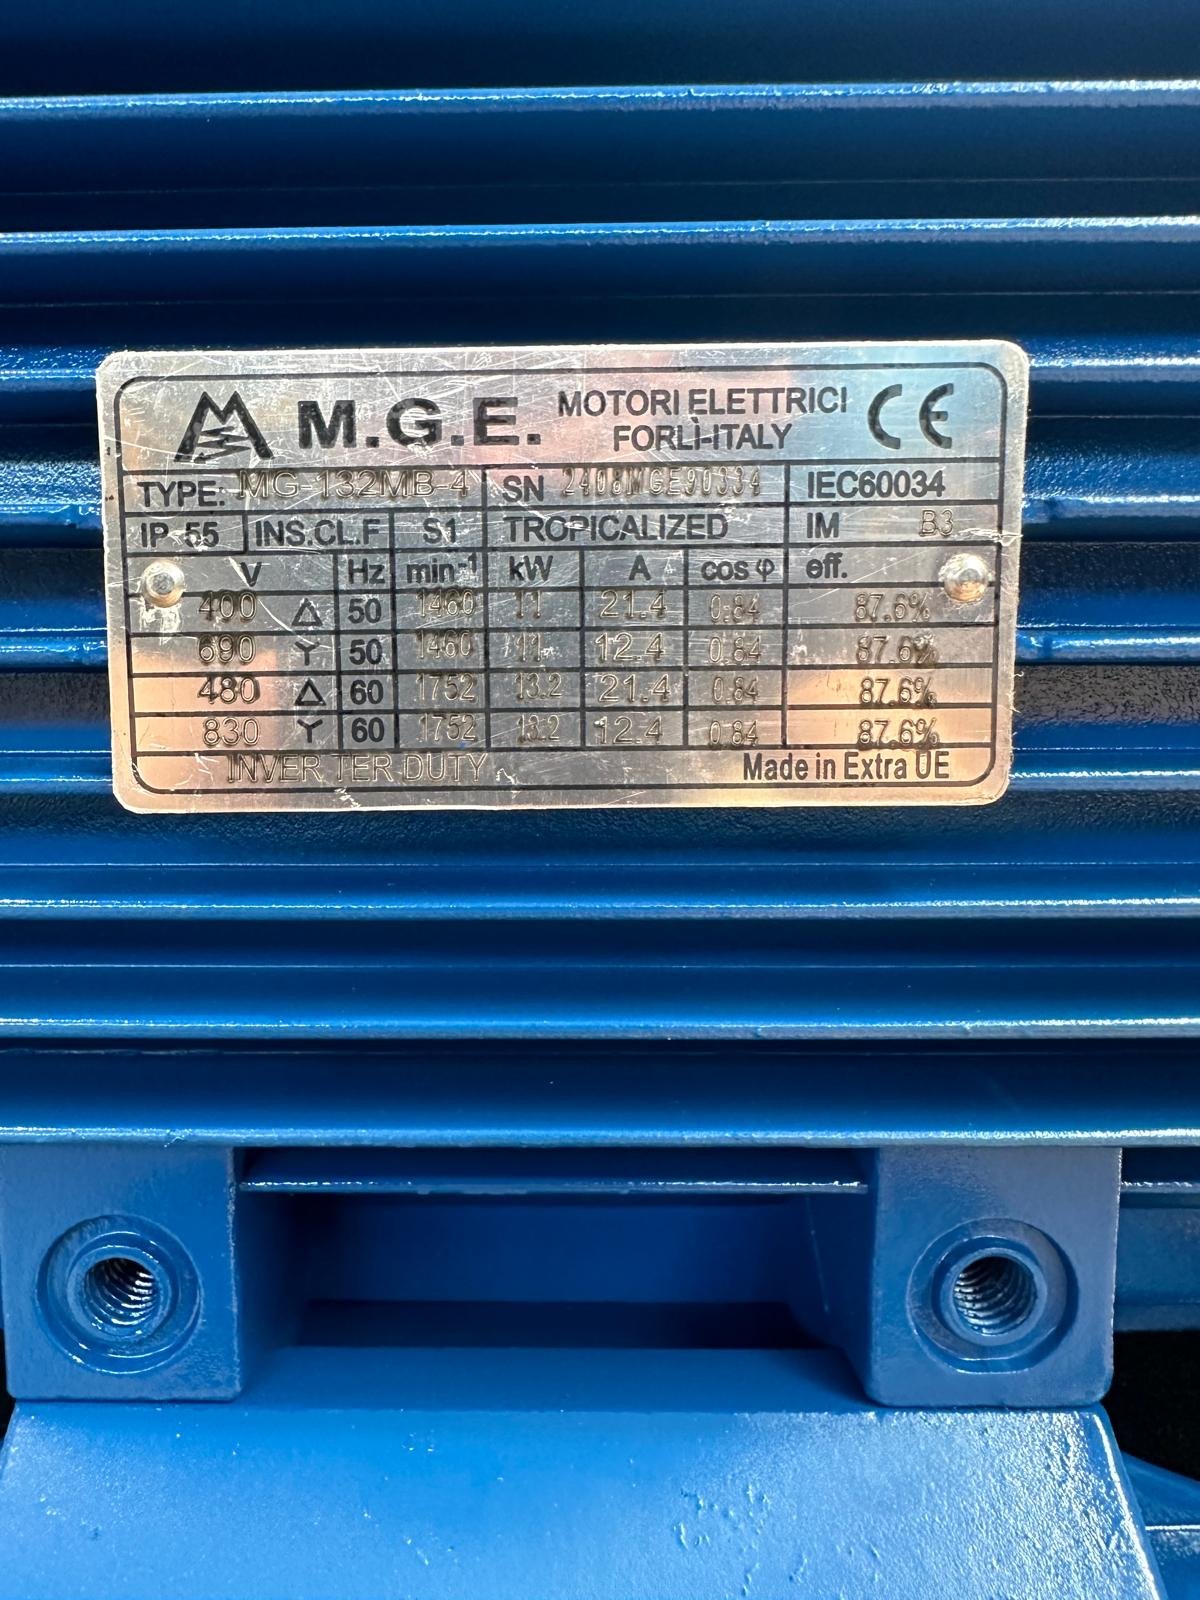 M.G.E. MOTORI ELETTRICI
FORLÌ-ITALY CE
TYPE: MG-132MB-4 SN 2408MGE90334 IEC60034
IP 55 INS.CL.F S1 TROPICALIZED IM B3
V Hz min-1 kW A cos φ eff.
400 Δ 50 1460 11 21.4 0.84 87.6%
690 Y 50 1460 11 12.4 0.84 87.6%
480 Δ 60 1752 13.2 21.4 0.84 87.6%
830 Y 60 1752 13.2 12.4 0.84 87.6%
INVERTER DUTY Made in Extra UE